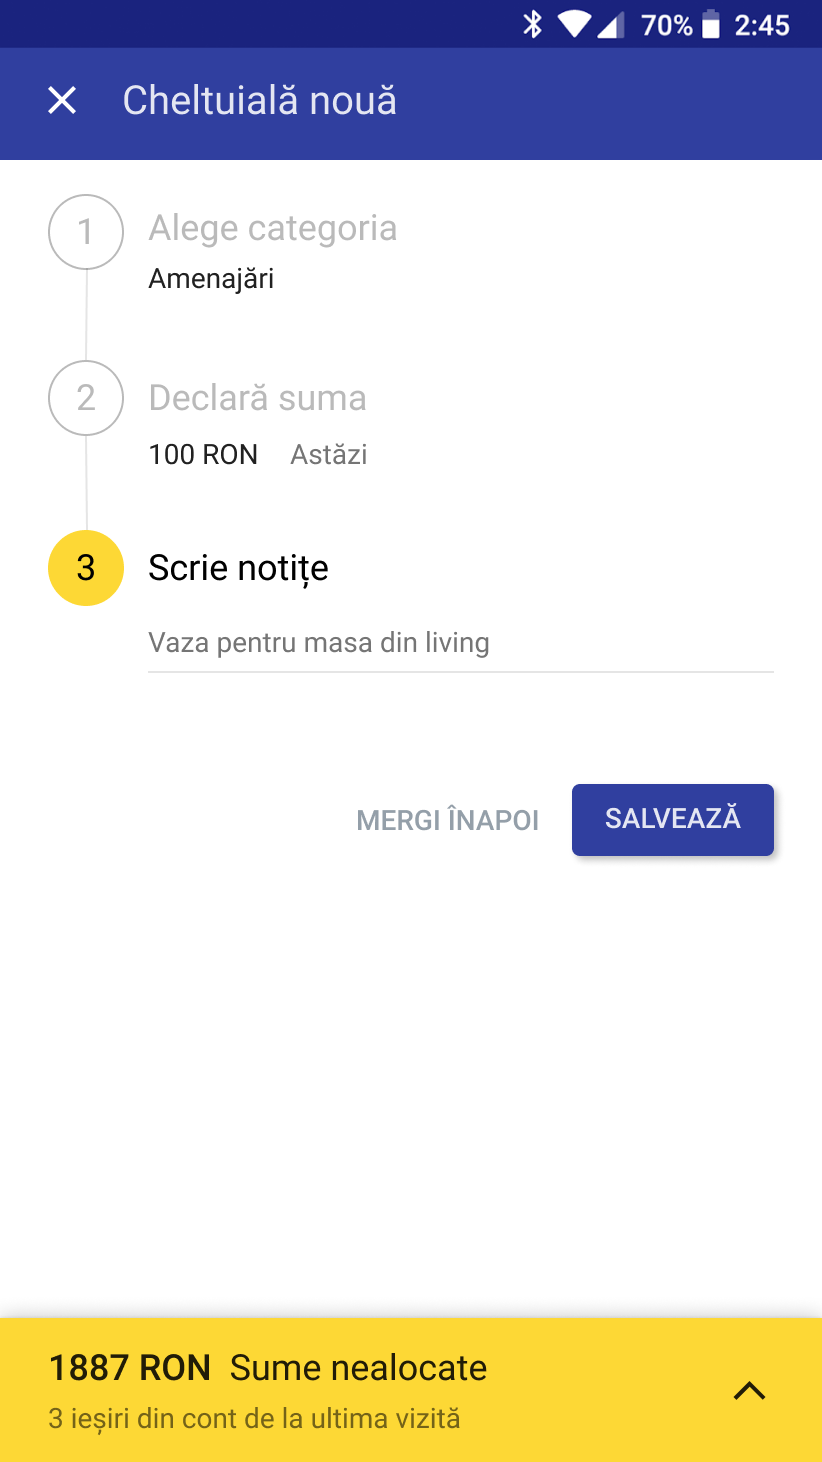 70% 2:45
Cheltuială nouă
1 Alege categoria
Amenajări
2 Declară suma
100 RON Astăzi
3 Scrie notițe
Vaza pentru masa din living
MERGI ÎNAPOI SALVEAZĂ
1887 RON Sume nealocate
3 ieșiri din cont de la ultima vizită